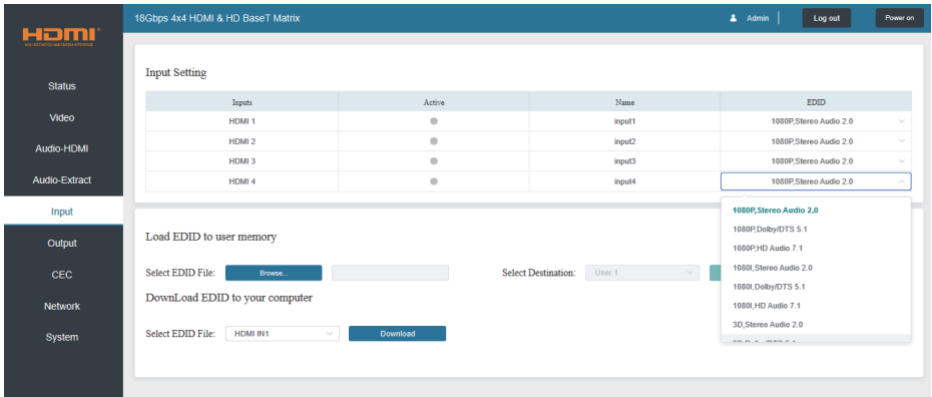 18Gbps 4x4 HDMI & HD BaseT Matrix
Admin
Log out
Power on
HDMI
Status
Video
Audio-HDMI
Audio-Extract
Input
Output
CEC
Network
System
Input Setting
Inputs Active Name EDID
HDMI 1 input1 1080P,Stereo Audio 2.0
HDMI 2 input2 1080P,Stereo Audio 2.0
HDMI 3 input3 1080P,Stereo Audio 2.0
HDMI 4 input4 1080P,Stereo Audio 2.0
1080P,Stereo Audio 2.0
1080P,Dolby/DTS 5.1
1080P,HD Audio 7.1
1080I,Stereo Audio 2.0
1080I,Dolby/DTS 5.1
1080I,HD Audio 7.1
3D,Stereo Audio 2.0
Load EDID to user memory
Select EDID File: Browse... Select Destination: User 1
DownLoad EDID to your computer
Select EDID File: HDMI IN1 Download